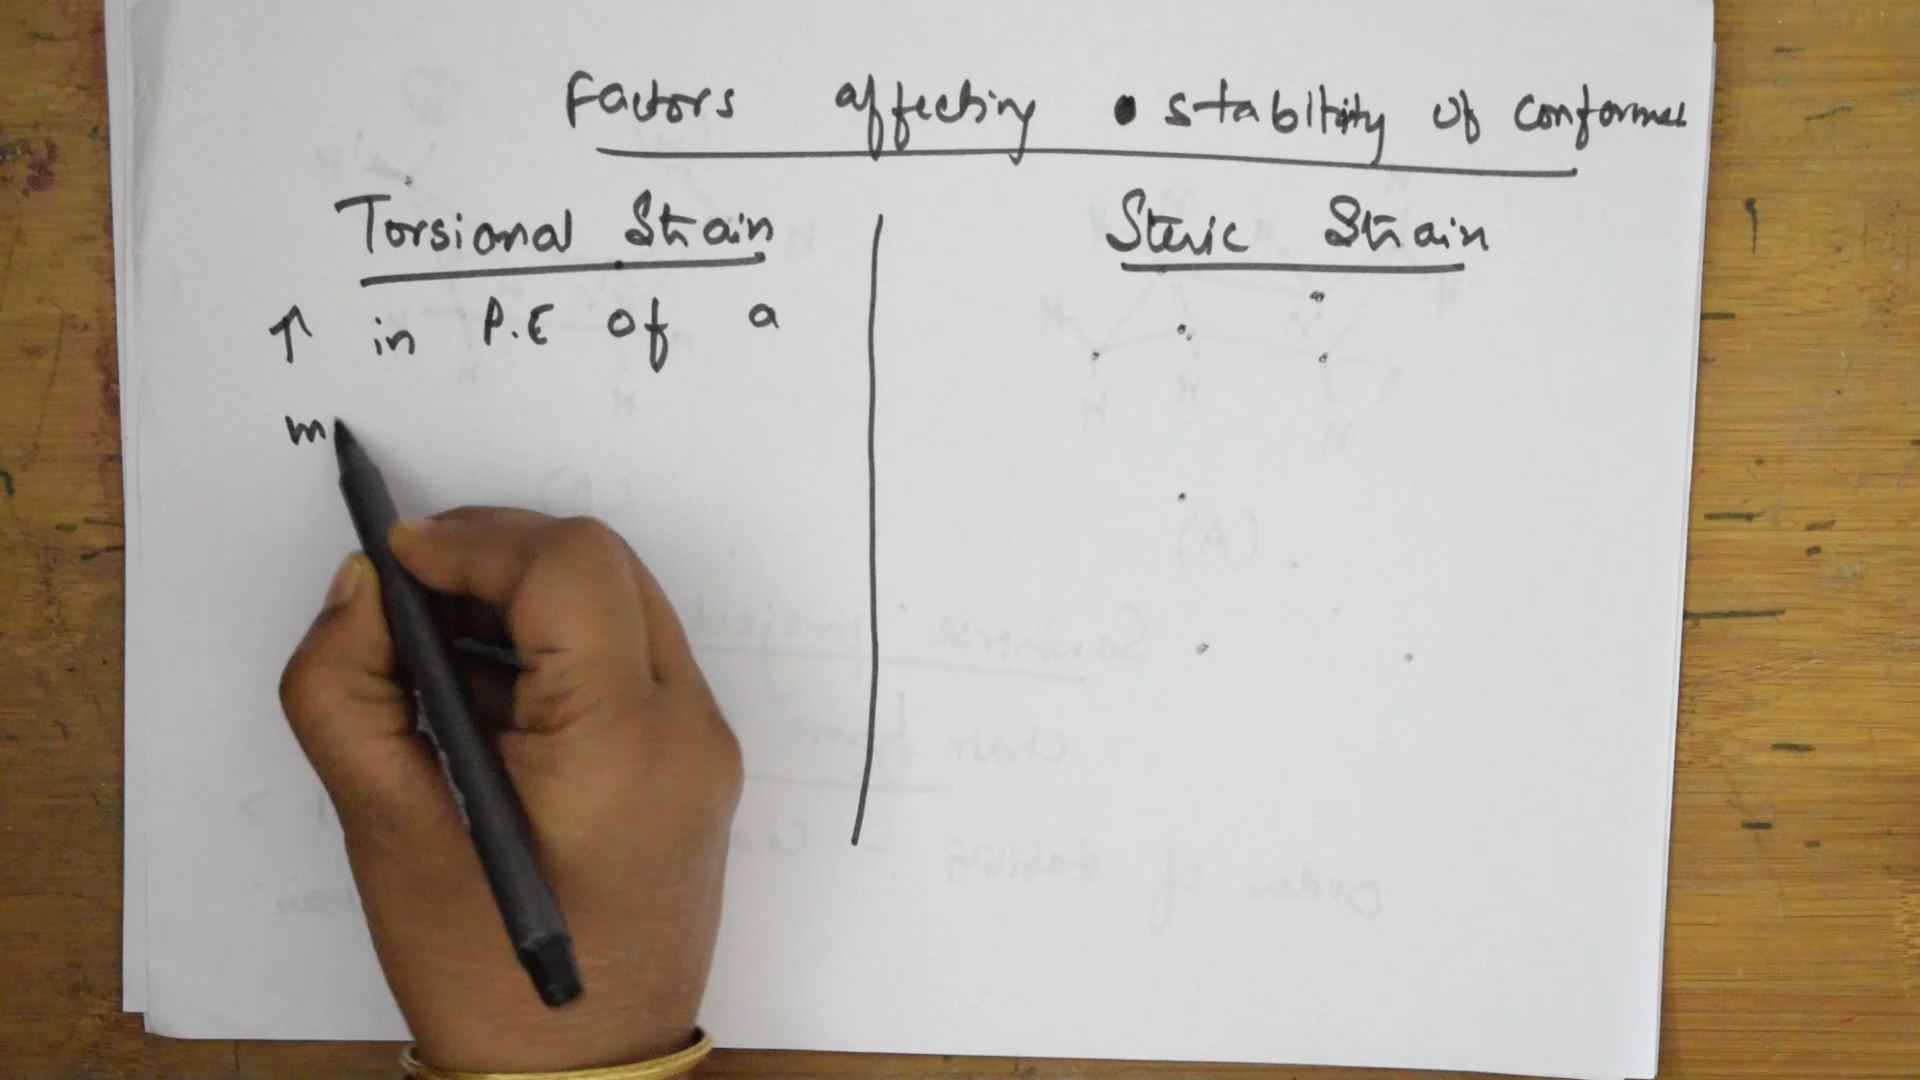 Factors affecting stability of conformer
Torsional Strain
↑ in P.E of a
m
Steric Strain
(A)